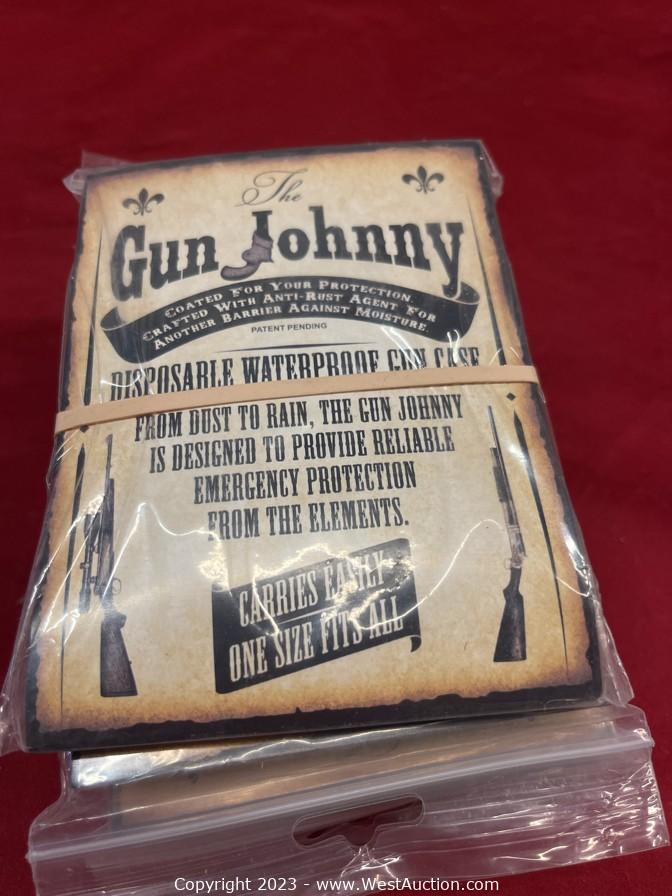 The
Gun Johnny
Coated For Your Protection.
Crafted With Anti-Rust Agent For
Another Barrier Against Moisture.
PATENT PENDING
DISPOSABLE WATERPROOF GUN CASE
FROM DUST TO RAIN, THE GUN JOHNNY
IS DESIGNED TO PROVIDE RELIABLE
EMERGENCY PROTECTION
FROM THE ELEMENTS.
CARRIES EASILY
ONE SIZE FITS ALL
Copyright 2023 - www.WestAuction.com